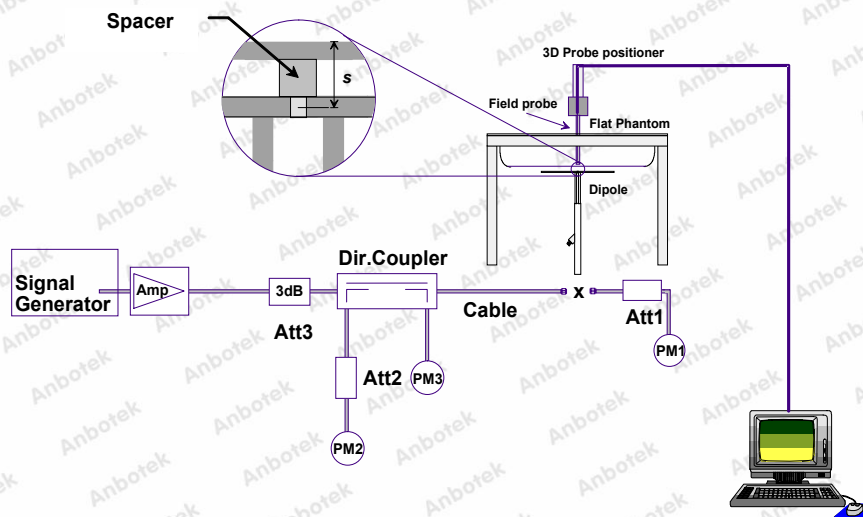 Spacer
s
3D Probe positioner
Field probe
Flat Phantom
Dipole
Signal
Generator
Amp
3dB
Att3
Dir.Coupler
Cable
x
Att1
PM1
Att2
PM3
PM2
Anbotek